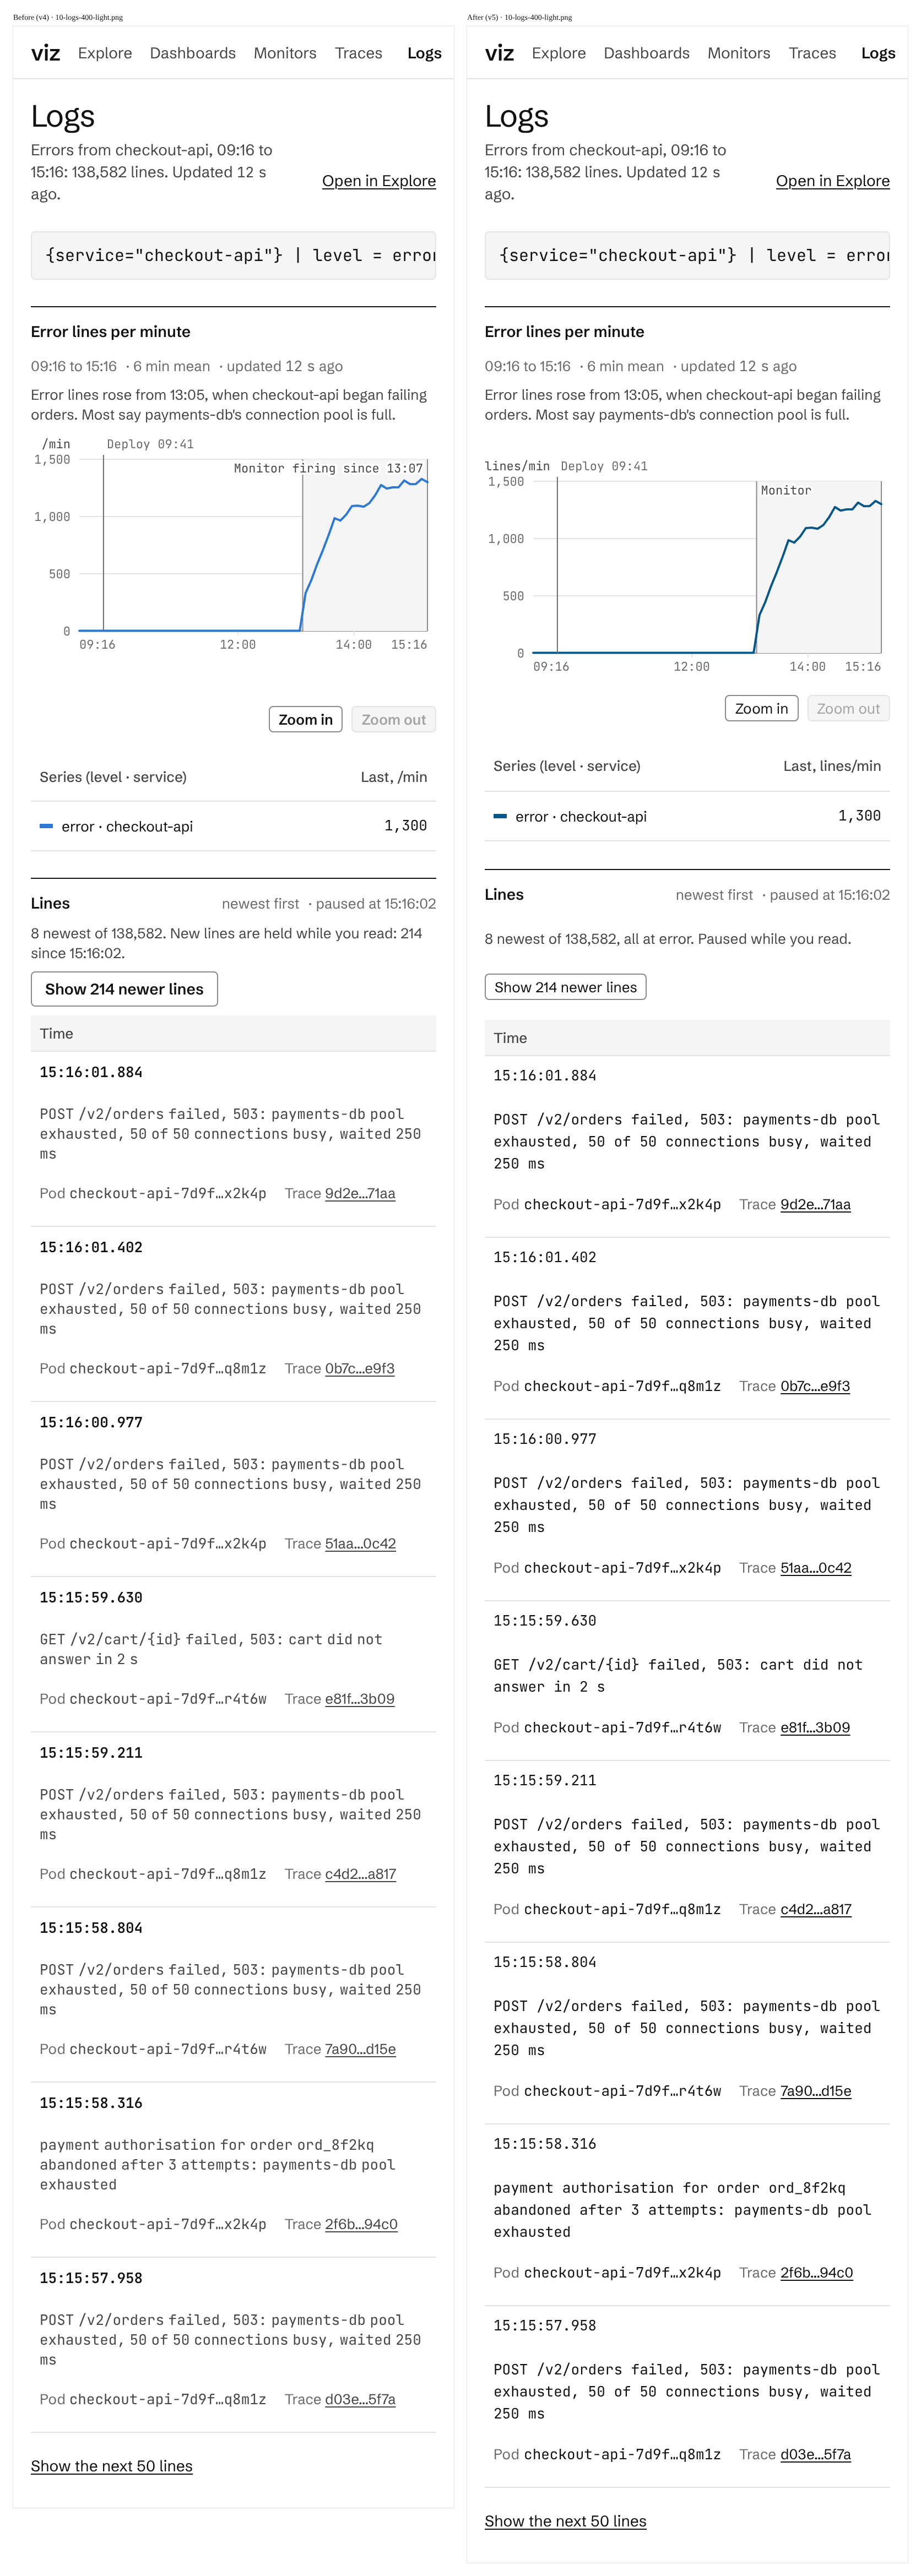 Before (v4) · 10-logs-400-light.png
viz Explore Dashboards Monitors Traces Logs
Logs
Errors from checkout-api, 09:16 to
15:16: 138,582 lines. Updated 12 s
ago.
Open in Explore
{service="checkout-api"} | level = error
Error lines per minute
09:16 to 15:16 · 6 min mean · updated 12 s ago
Error lines rose from 13:05, when checkout-api began failing
orders. Most say payments-db's connection pool is full.
/min Deploy 09:41
1,500
Monitor firing since 13:07
1,000
500
0
09:16 12:00 14:00 15:16
Zoom in Zoom out
Series (level · service) Last, /min
error · checkout-api 1,300
Lines newest first · paused at 15:16:02
8 newest of 138,582. New lines are held while you read: 214
since 15:16:02.
Show 214 newer lines
Time
15:16:01.884
POST /v2/orders failed, 503: payments-db pool
exhausted, 50 of 50 connections busy, waited 250
ms
Pod checkout-api-7d9f…x2k4p Trace 9d2e…71aa
15:16:01.402
POST /v2/orders failed, 503: payments-db pool
exhausted, 50 of 50 connections busy, waited 250
ms
Pod checkout-api-7d9f…q8m1z Trace 0b7c…e9f3
15:16:00.977
POST /v2/orders failed, 503: payments-db pool
exhausted, 50 of 50 connections busy, waited 250
ms
Pod checkout-api-7d9f…x2k4p Trace 51aa…0c42
15:15:59.630
GET /v2/cart/{id} failed, 503: cart did not
answer in 2 s
Pod checkout-api-7d9f…r4t6w Trace e81f…3b09
15:15:59.211
POST /v2/orders failed, 503: payments-db pool
exhausted, 50 of 50 connections busy, waited 250
ms
Pod checkout-api-7d9f…q8m1z Trace c4d2…a817
15:15:58.804
POST /v2/orders failed, 503: payments-db pool
exhausted, 50 of 50 connections busy, waited 250
ms
Pod checkout-api-7d9f…r4t6w Trace 7a90…d15e
15:15:58.316
payment authorisation for order ord_8f2kq
abandoned after 3 attempts: payments-db pool
exhausted
Pod checkout-api-7d9f…x2k4p Trace 2f6b…94c0
15:15:57.958
POST /v2/orders failed, 503: payments-db pool
exhausted, 50 of 50 connections busy, waited 250
ms
Pod checkout-api-7d9f…q8m1z Trace d03e…5f7a
Show the next 50 lines
After (v5) · 10-logs-400-light.png
viz Explore Dashboards Monitors Traces Logs
Logs
Errors from checkout-api, 09:16 to
15:16: 138,582 lines. Updated 12 s
ago.
Open in Explore
{service="checkout-api"} | level = error
Error lines per minute
09:16 to 15:16 · 6 min mean · updated 12 s ago
Error lines rose from 13:05, when checkout-api began failing
orders. Most say payments-db's connection pool is full.
lines/min Deploy 09:41
1,500
Monitor
1,000
500
0
09:16 12:00 14:00 15:16
Zoom in Zoom out
Series (level · service) Last, lines/min
error · checkout-api 1,300
Lines newest first · paused at 15:16:02
8 newest of 138,582, all at error. Paused while you read.
Show 214 newer lines
Time
15:16:01.884
POST /v2/orders failed, 503: payments-db pool
exhausted, 50 of 50 connections busy, waited
250 ms
Pod checkout-api-7d9f…x2k4p Trace 9d2e…71aa
15:16:01.402
POST /v2/orders failed, 503: payments-db pool
exhausted, 50 of 50 connections busy, waited
250 ms
Pod checkout-api-7d9f…q8m1z Trace 0b7c…e9f3
15:16:00.977
POST /v2/orders failed, 503: payments-db pool
exhausted, 50 of 50 connections busy, waited
250 ms
Pod checkout-api-7d9f…x2k4p Trace 51aa…0c42
15:15:59.630
GET /v2/cart/{id} failed, 503: cart did not
answer in 2 s
Pod checkout-api-7d9f…r4t6w Trace e81f…3b09
15:15:59.211
POST /v2/orders failed, 503: payments-db pool
exhausted, 50 of 50 connections busy, waited
250 ms
Pod checkout-api-7d9f…q8m1z Trace c4d2…a817
15:15:58.804
POST /v2/orders failed, 503: payments-db pool
exhausted, 50 of 50 connections busy, waited
250 ms
Pod checkout-api-7d9f…r4t6w Trace 7a90…d15e
15:15:58.316
payment authorisation for order ord_8f2kq
abandoned after 3 attempts: payments-db pool
exhausted
Pod checkout-api-7d9f…x2k4p Trace 2f6b…94c0
15:15:57.958
POST /v2/orders failed, 503: payments-db pool
exhausted, 50 of 50 connections busy, waited
250 ms
Pod checkout-api-7d9f…q8m1z Trace d03e…5f7a
Show the next 50 lines